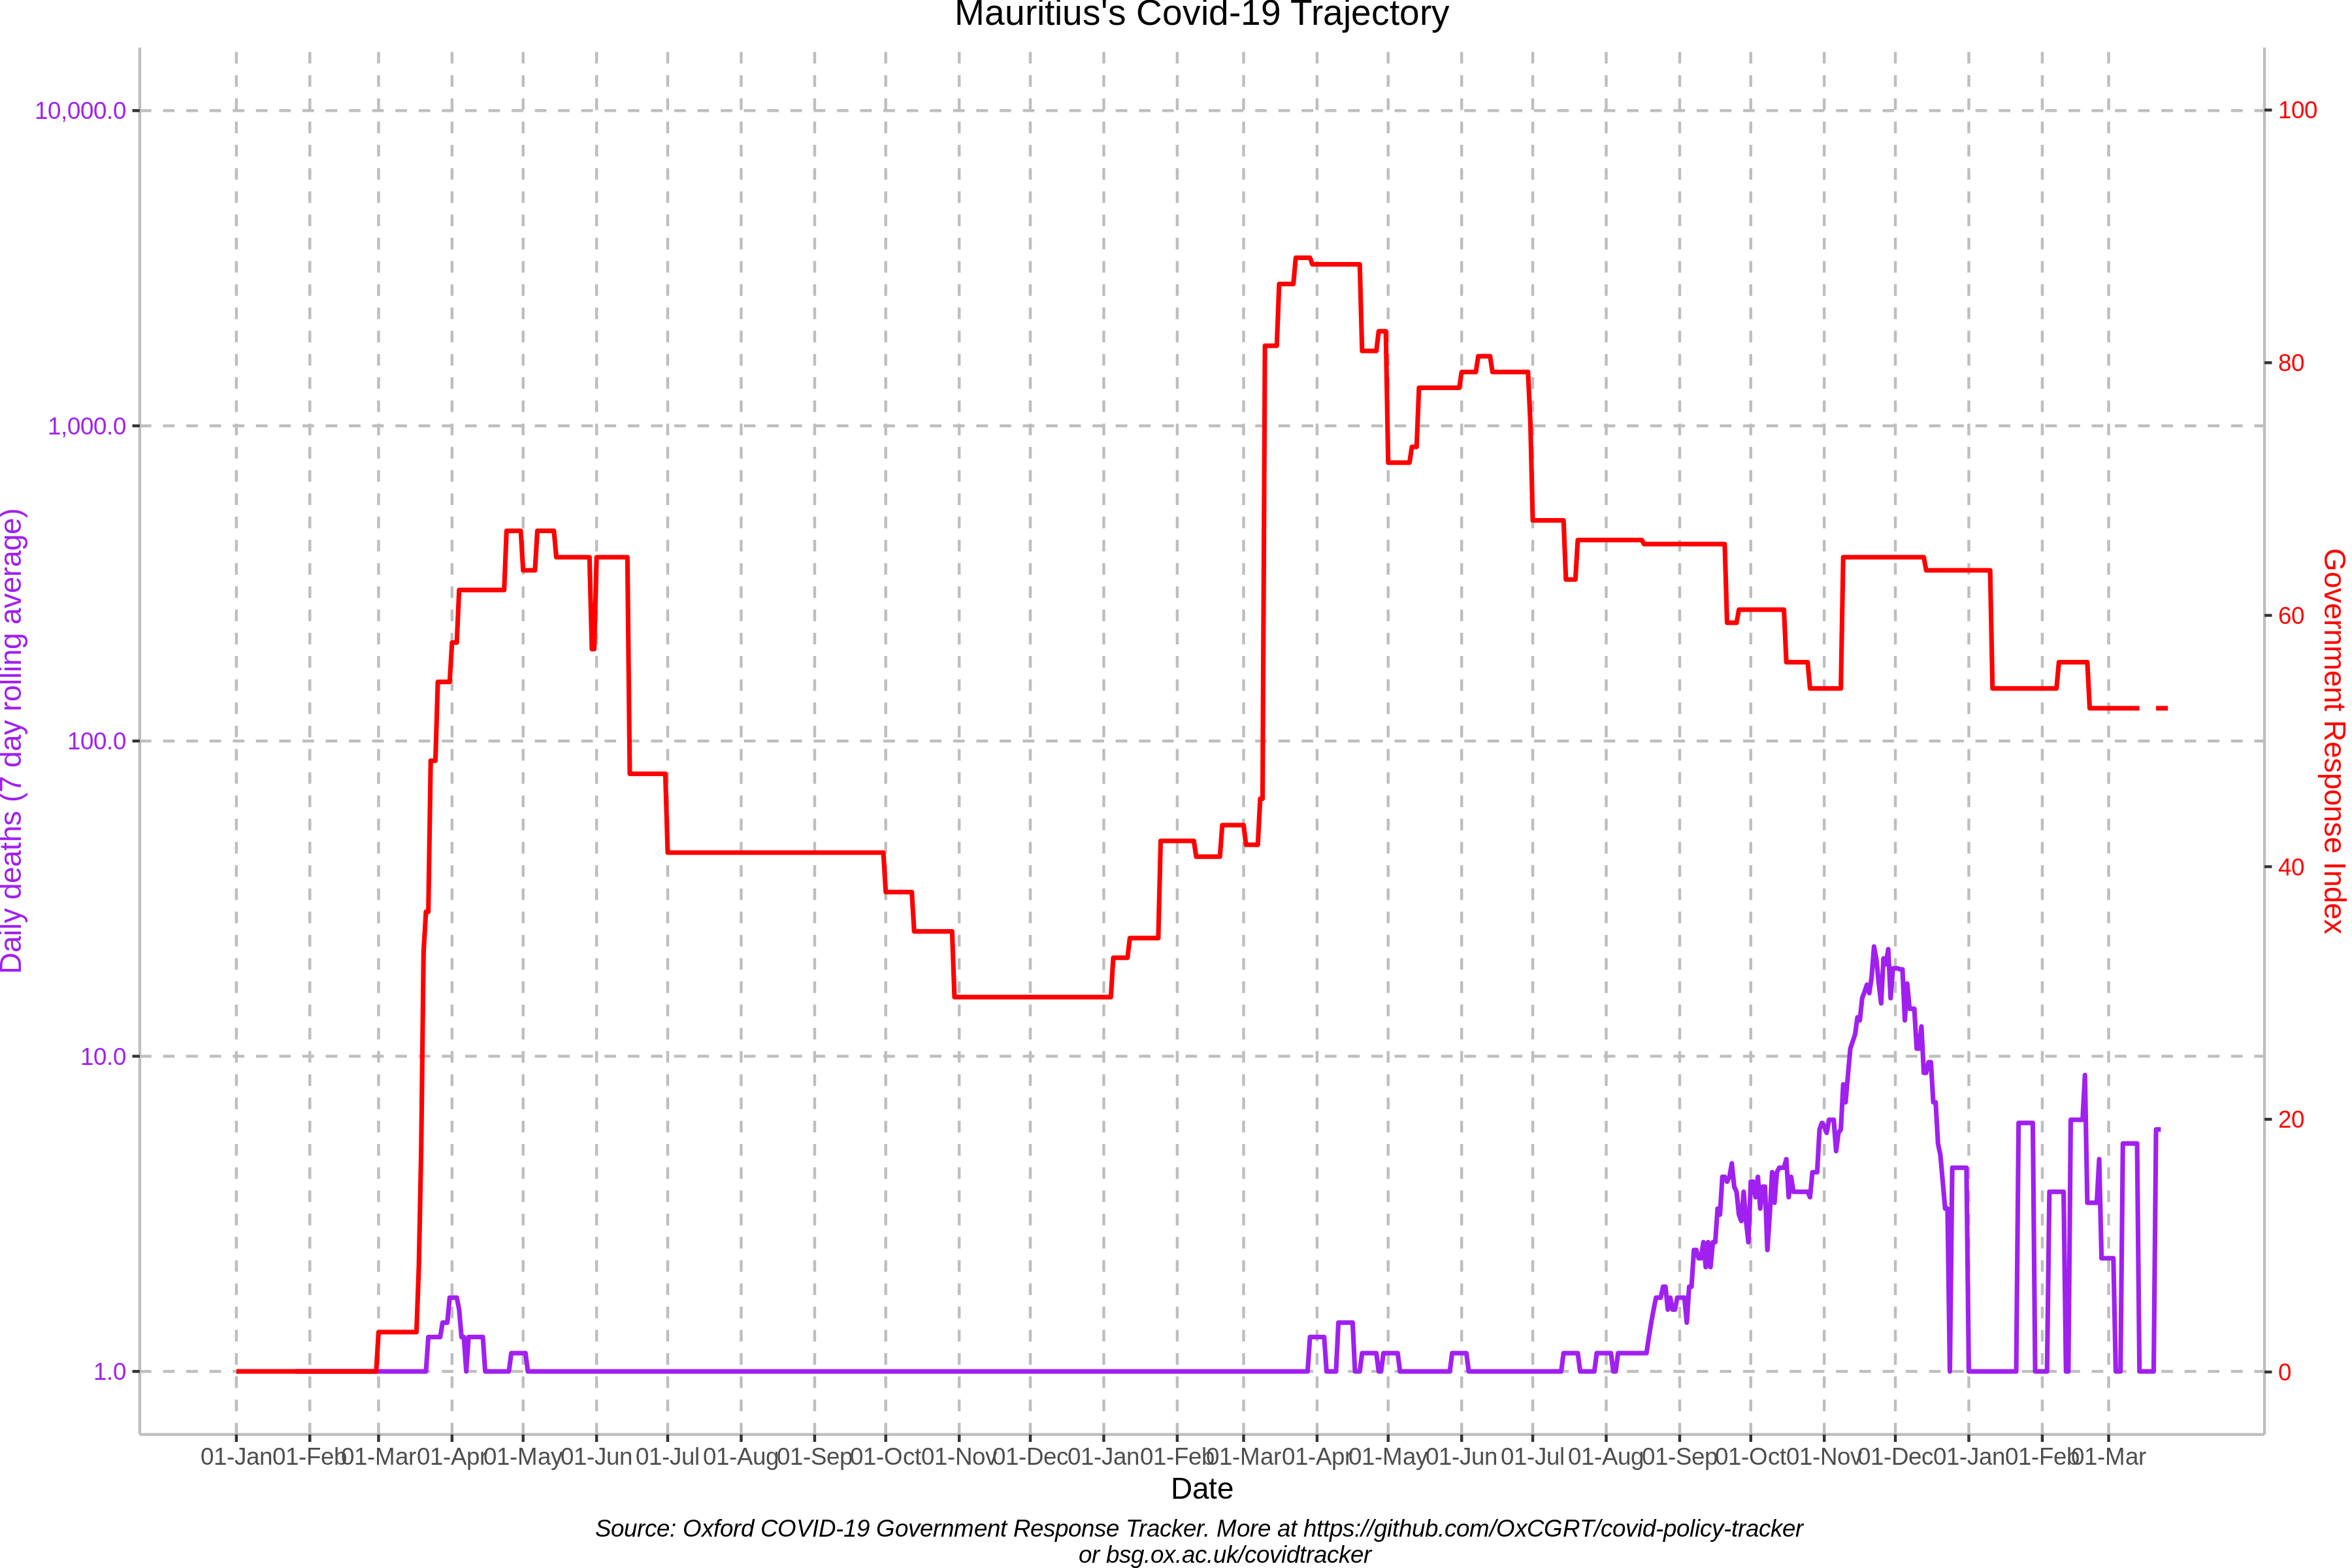 Mauritius's Covid-19 Trajectory
10,000.0
1,000.0
100.0
10.0
1.0
Daily deaths (7 day rolling average)
100
80
60
40
20
0
Government Response Index
01-Jan 01-Feb 01-Mar 01-Apr 01-May 01-Jun 01-Jul 01-Aug 01-Sep 01-Oct 01-Nov 01-Dec 01-Jan 01-Feb 01-Mar 01-Apr 01-May 01-Jun 01-Jul 01-Aug 01-Sep 01-Oct 01-Nov 01-Dec 01-Jan 01-Feb 01-Mar
Date
Source: Oxford COVID-19 Government Response Tracker. More at https://github.com/OxCGRT/covid-policy-tracker
or bsg.ox.ac.uk/covidtracker